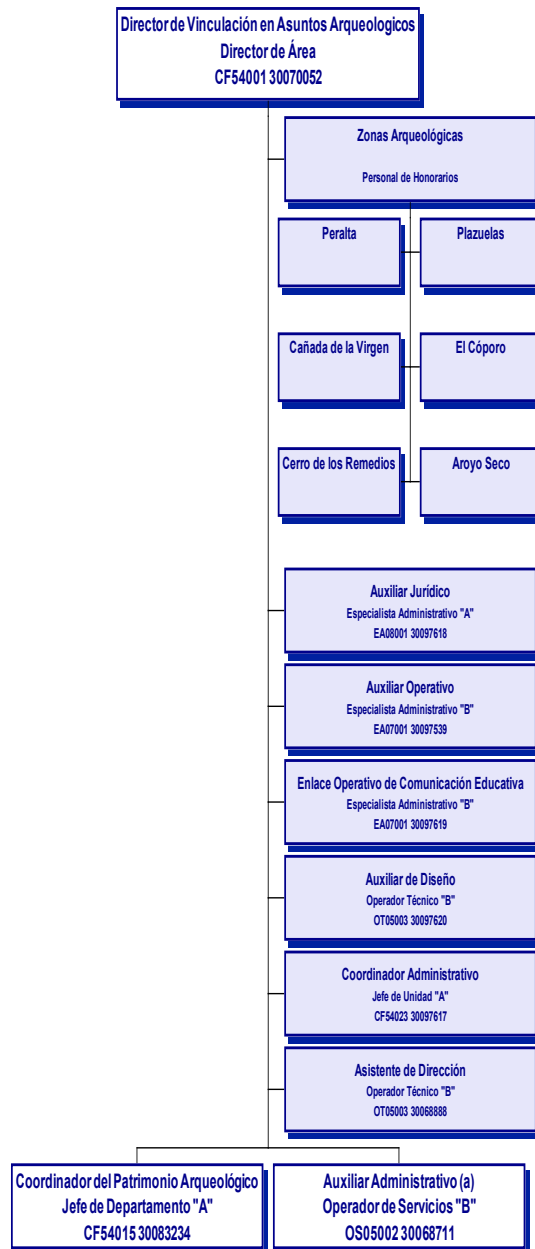 Director de Vinculación en Asuntos Arqueologicos
Director de Área
CF54001 30070052
Zonas Arqueológicas
Personal de Honorarios
Peralta
Plazuelas
Cañada de la Virgen
El Cóporo
Cerro de los Remedios
Aroyo Seco
Auxiliar Jurídico
Especialista Administrativo "A"
EA08001 30097618
Auxiliar Operativo
Especialista Administrativo "B"
EA07001 30097539
Enlace Operativo de Comunicación Educativa
Especialista Administrativo "B"
EA07001 30097619
Auxiliar de Diseño
Operador Técnico "B"
OT05003 30097620
Coordinador Administrativo
Jefe de Unidad "A"
CF54023 30097617
Asistente de Dirección
Operador Técnico "B"
OT05003 30068888
Coordinador del Patrimonio Arqueológico
Jefe de Departamento "A"
CF54015 30083234
Auxiliar Administrativo (a)
Operador de Servicios "B"
OS05002 30068711